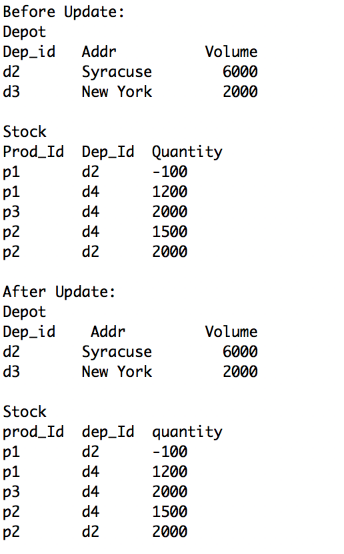 Before Update:
Depot
Dep_id Addr Volume
d2 Syracuse 6000
d3 New York 2000
Stock
Prod_Id Dep_Id Quantity
p1 d2 -100
p1 d4 1200
p3 d4 2000
p2 d4 1500
p2 d2 2000
After Update:
Depot
Dep_id Addr Volume
d2 Syracuse 6000
d3 New York 2000
Stock
prod_Id dep_Id quantity
p1 d2 -100
p1 d4 1200
p3 d4 2000
p2 d4 1500
p2 d2 2000